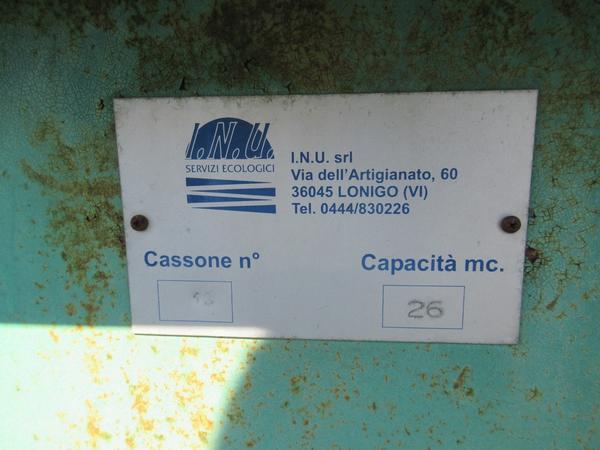 I.N.U.
SERVIZI ECOLOGICI
I.N.U. srl
Via dell'Artigianato, 60
36045 LONIGO (VI)
Tel. 0444/830226
Cassone n°
Capacità mc.
26